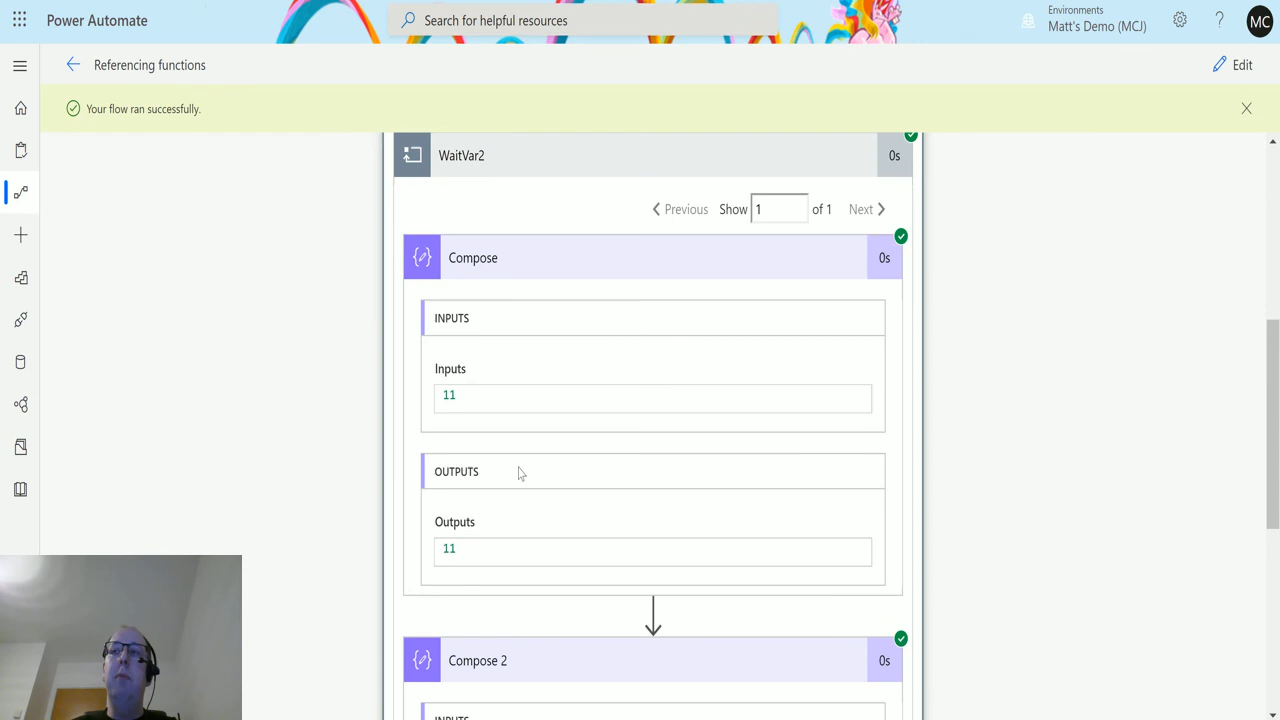 Power Automate
Search for helpful resources
Environments
Matt's Demo (MCJ)
MC
Referencing functions
Edit
Your flow ran successfully.
WaitVar2
0s
Previous Show 1 of 1 Next
Compose
0s
INPUTS
Inputs
11
OUTPUTS
Outputs
11
Compose 2
0s
INPUTS